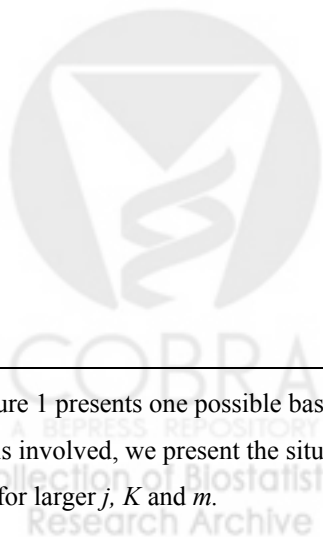 COBRA
ure 1 presents one possible bas
A BEPRESS REPOSITORY
s involved, we present the situ
ollection of Biostatist
for larger j, K and m.
Research Archive